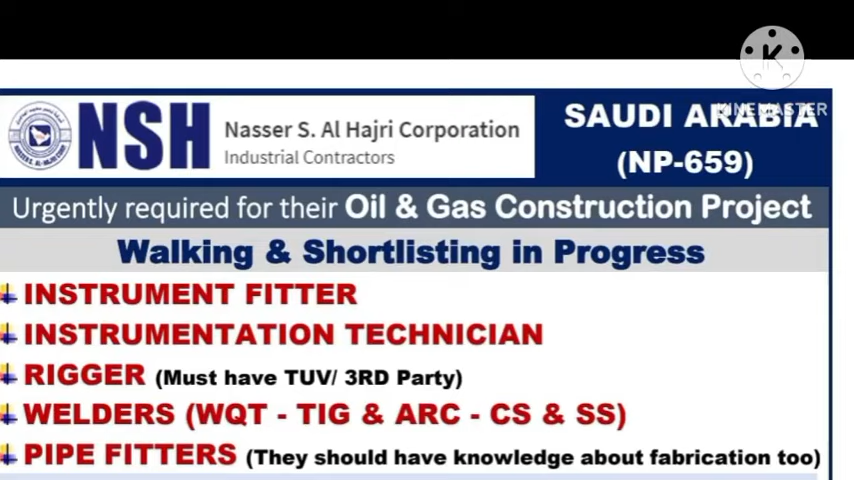 K
KINEMASTER
NSH
Nasser S. Al Hajri Corporation
Industrial Contractors
SAUDI ARABIA
(NP-659)
Urgently required for their Oil & Gas Construction Project
Walking & Shortlisting in Progress
INSTRUMENT FITTER
INSTRUMENTATION TECHNICIAN
RIGGER (Must have TUV/ 3RD Party)
WELDERS (WQT - TIG & ARC - CS & SS)
PIPE FITTERS (They should have knowledge about fabrication too)